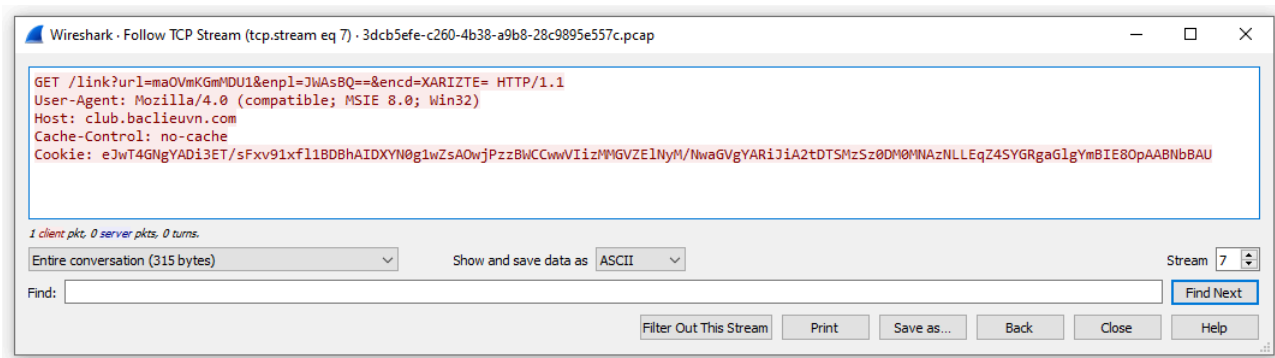 Wireshark · Follow TCP Stream (tcp.stream eq 7) · 3dcb5efe-c260-4b38-a9b8-28c9895e557c.pcap
GET /link?url=maOVmKGmMDU1&enpl=JWAsBQ==&encd=XARIZTE= HTTP/1.1
User-Agent: Mozilla/4.0 (compatible; MSIE 8.0; Win32)
Host: club.baclieuvn.com
Cache-Control: no-cache
Cookie: eJwT4GNgYADi3ET/sFxv91xfl1BDBhAIDXYN0g1wZsAOwjPzzBWCCwwVIizMMGVZElNyM/NwaGVgYARiJiA2tDTSMzSz0DM0MNAzNLLEqZ4SYGRgaGlgYmBIE8OpAABNbBAU
1 client pkt, 0 server pkts, 0 turns.
Entire conversation (315 bytes) Show and save data as ASCII Stream 7
Find: Find Next
Filter Out This Stream Print Save as... Back Close Help